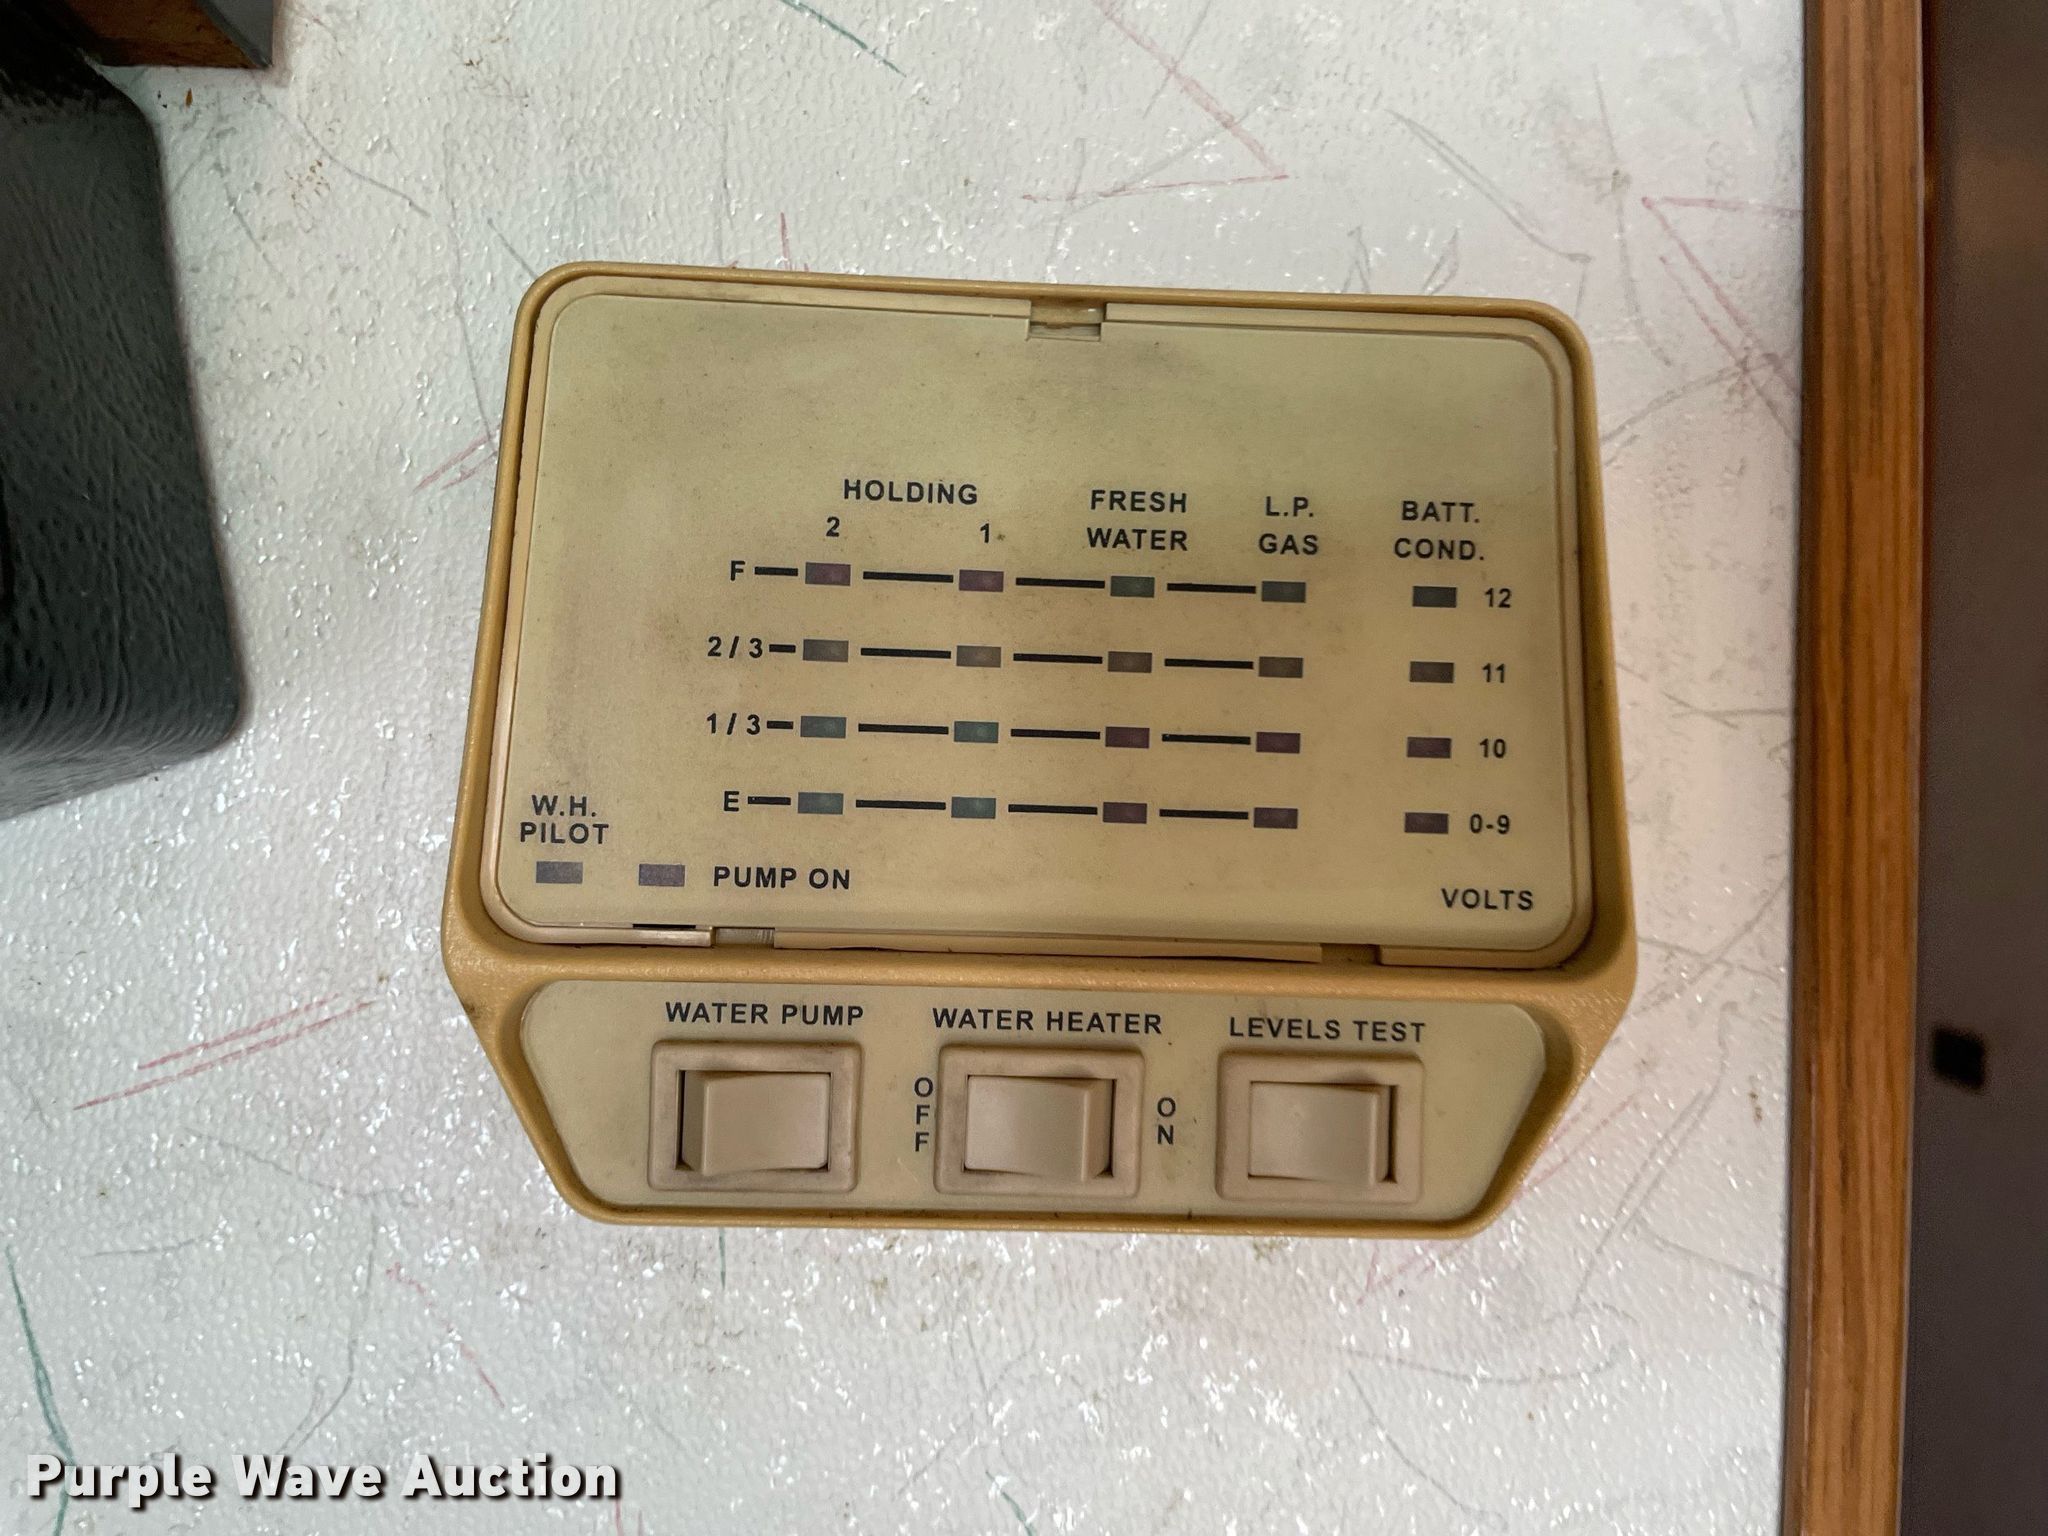 HOLDING
2 1
FRESH
WATER
L.P.
GAS
BATT.
COND.
F 12
2 / 3 11
1 / 3 10
E 0-9
W.H.
PILOT
PUMP ON
VOLTS
WATER PUMP
WATER HEATER
OFF
ON
LEVELS TEST
Purple Wave Auction